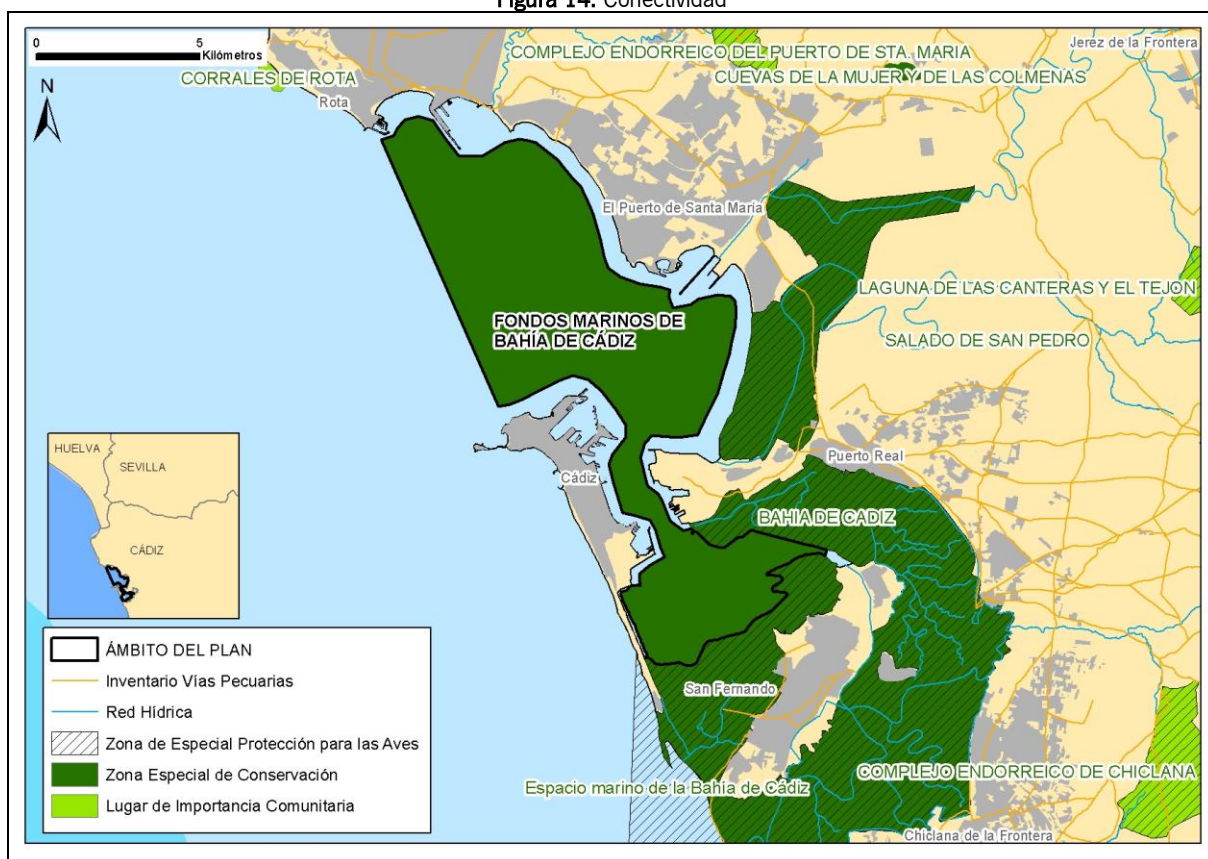 Figura 14. Conectividad
0 5
Kilómetros
N
COMPLEJO ENDORREICO DEL PUERTO DE STA. MARIA
Jerez de la Frontera
CORRALES DE ROTA
CUEVAS DE LA MUJER Y DE LAS COLMENAS
Rota
El Puerto de Santa María
LAGUNA DE LAS CANTERAS Y EL TEJON
FONDOS MARINOS DE
BAHÍA DE CÁDIZ
SALADO DE SAN PEDRO
HUELVA
SEVILLA
CÁDIZ
Puerto Real
Cádiz
BAHIA DE CADIZ
ÁMBITO DEL PLAN
Inventario Vías Pecuarias
Red Hídrica
Zona de Especial Protección para las Aves
Zona Especial de Conservación
Lugar de Importancia Comunitaria
San Fernando
Espacio marino de la Bahía de Cádiz
COMPLEJO ENDORREICO DE CHICLANA
Chiclana de la Frontera